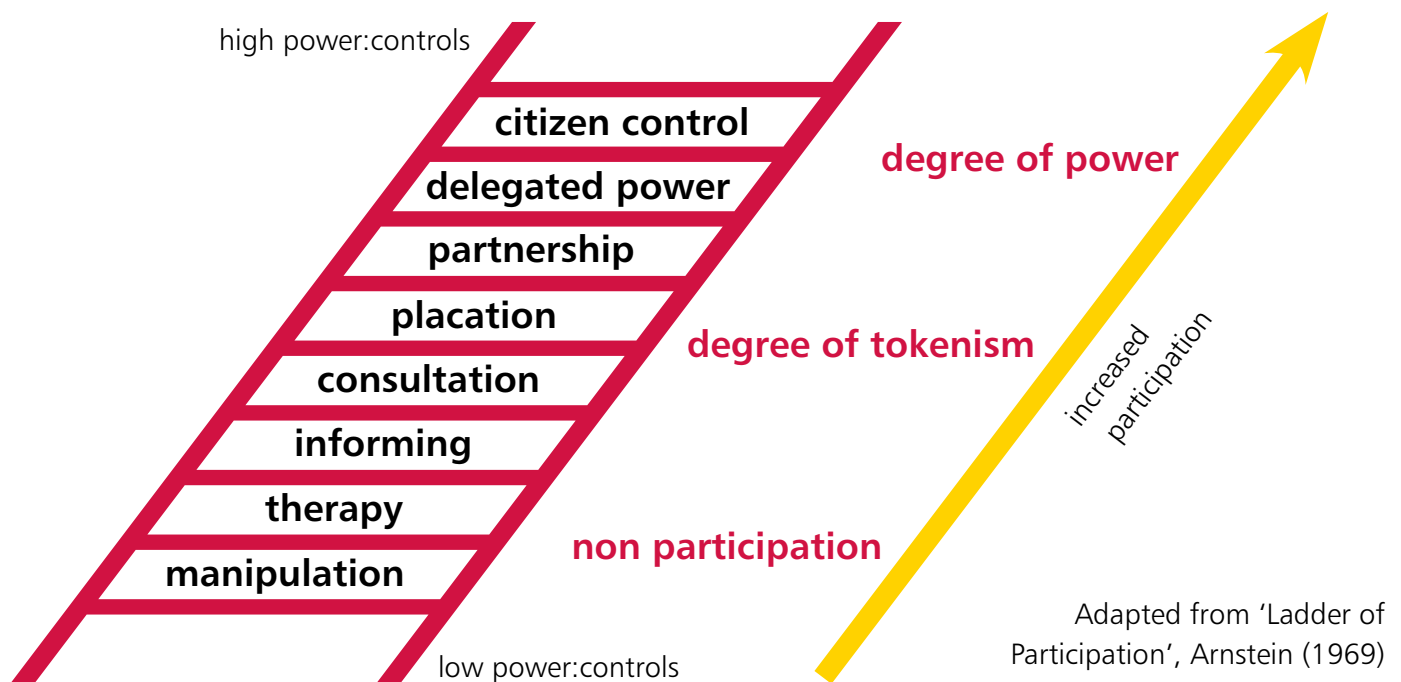 high power:controls
citizen control
degree of power
delegated power
partnership
placation
degree of tokenism
consultation
informing
therapy
non participation
manipulation
low power:controls
increased
participation
Adapted from ‘Ladder of
Participation’, Arnstein (1969)